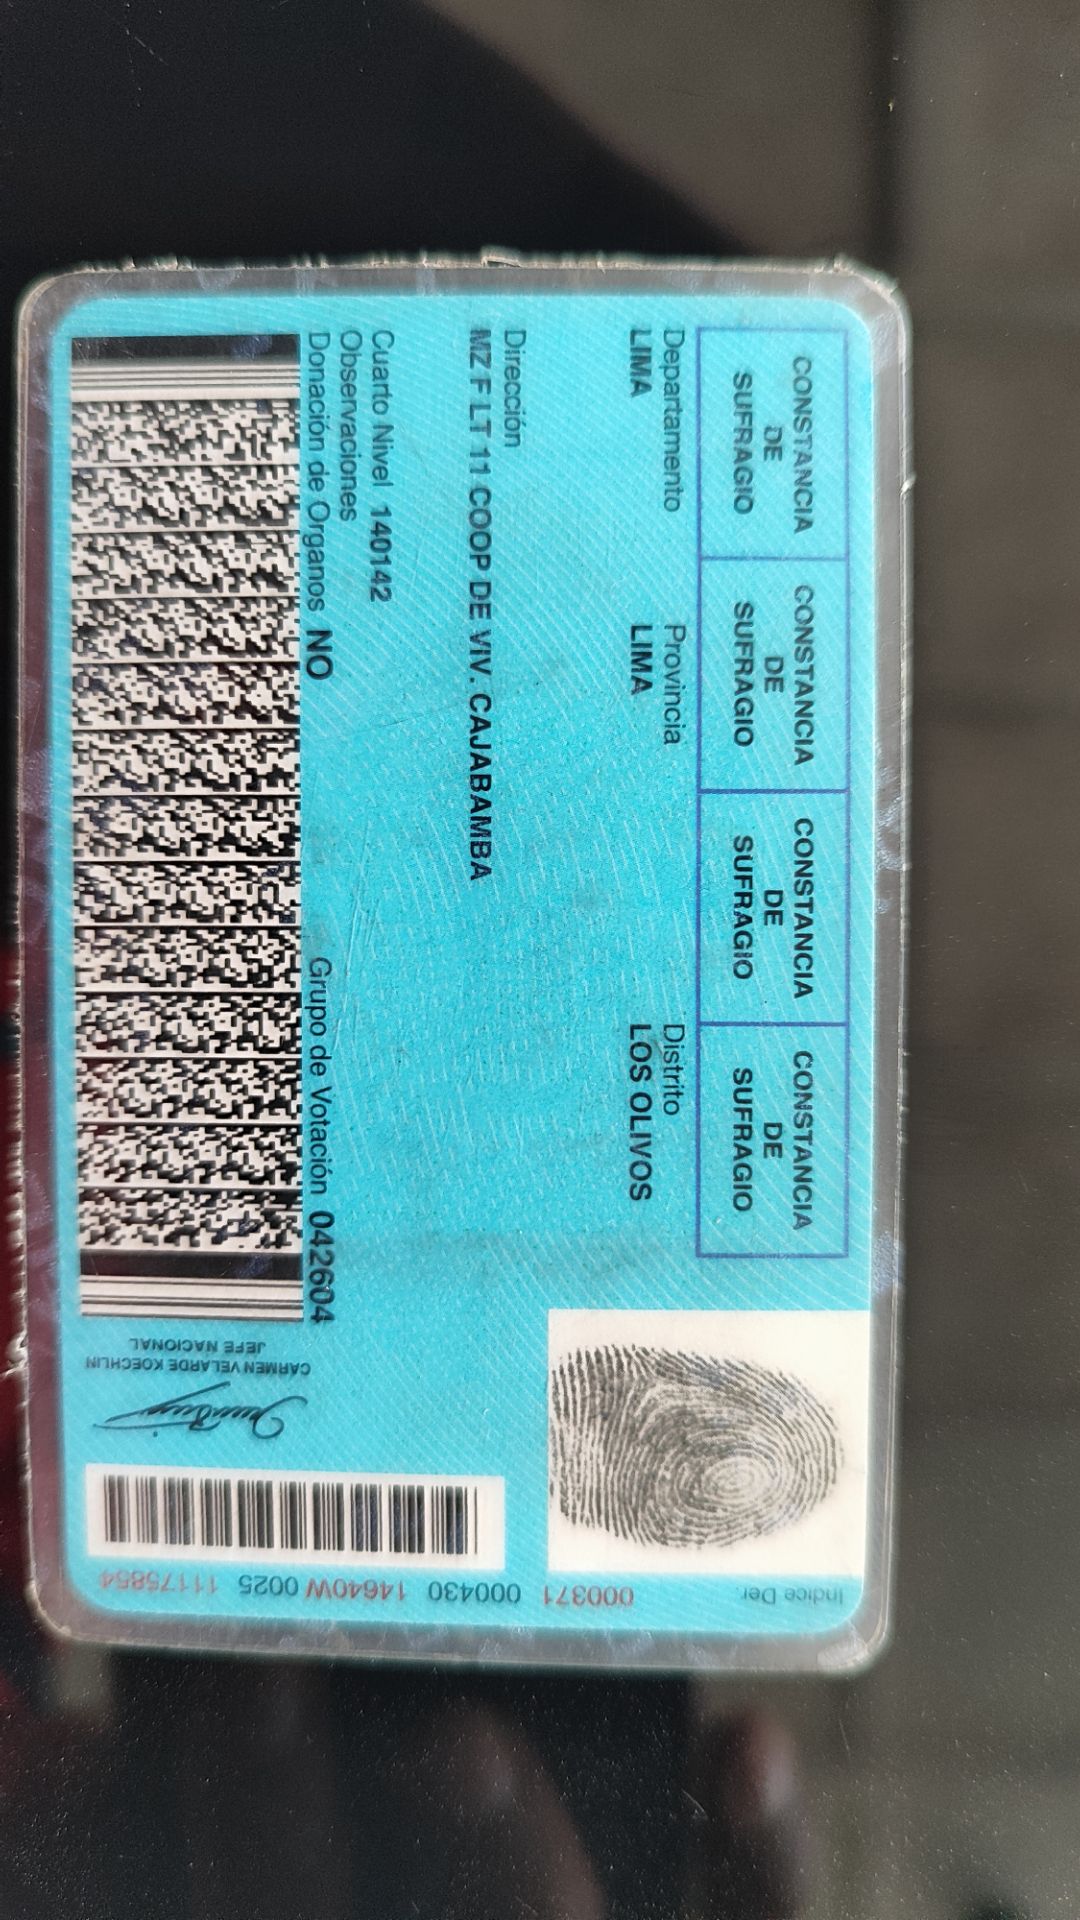 CONSTANCIA
DE
SUFRAGIO
CONSTANCIA
DE
SUFRAGIO
CONSTANCIA
DE
SUFRAGIO
CONSTANCIA
DE
SUFRAGIO
Departamento Provincia Distrito
LIMA LIMA LOS OLIVOS
Dirección
MZ F LT 11 COOP DE VIV. CAJABAMBA
Cuarto Nivel 140142
Observaciones
Donación de Organos NO Grupo de Votación 042604
Indice Der.
000371 000430 14640W 0025 11175854
CARMEN VELARDE KOECHLIN
JEFE NACIONAL